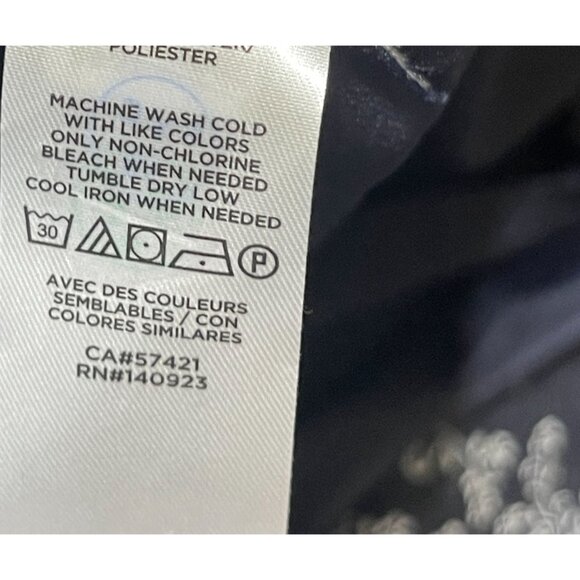 POLIESTER
MACHINE WASH COLD
WITH LIKE COLORS
ONLY NON-CHLORINE
BLEACH WHEN NEEDED
TUMBLE DRY LOW
COOL IRON WHEN NEEDED
30 P
AVEC DES COULEURS
SEMBLABLES / CON
COLORES SIMILARES
CA#57421
RN#140923